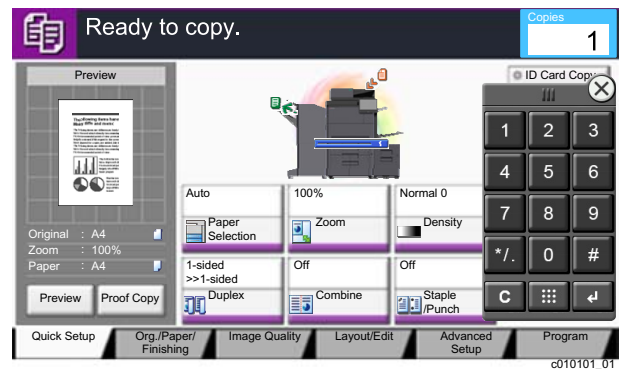 Ready to copy.
Copies
1
Preview
ID Card Copy
Original : A4
Zoom : 100%
Paper : A4
Preview
Proof Copy
Auto
Paper
Selection
100%
Zoom
Normal 0
Density
1-sided
>>1-sided
Duplex
Off
Combine
Off
Staple
/Punch
1 2 3
4 5 6
7 8 9
*/. 0 #
C
Quick Setup
Org./Paper/
Finishing
Image Quality
Layout/Edit
Advanced
Setup
Program
c010101_01